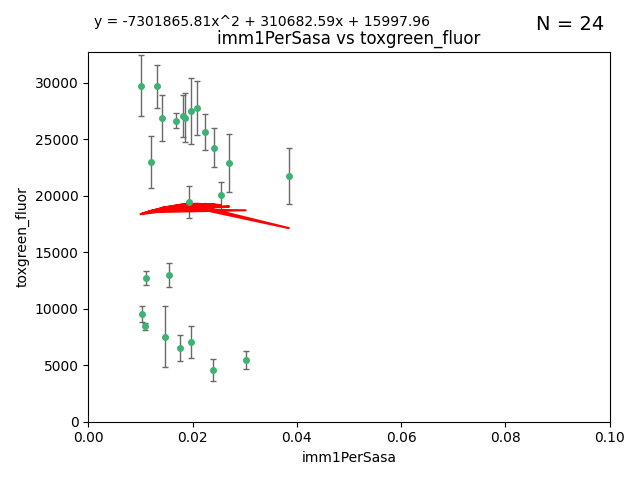 y = -7301865.81x^2 + 310682.59x + 15997.96
N = 24
imm1PerSasa vs toxgreen_fluor
toxgreen_fluor
30000
25000
20000
15000
10000
5000
0
0.00 0.02 0.04 0.06 0.08 0.10
imm1PerSasa